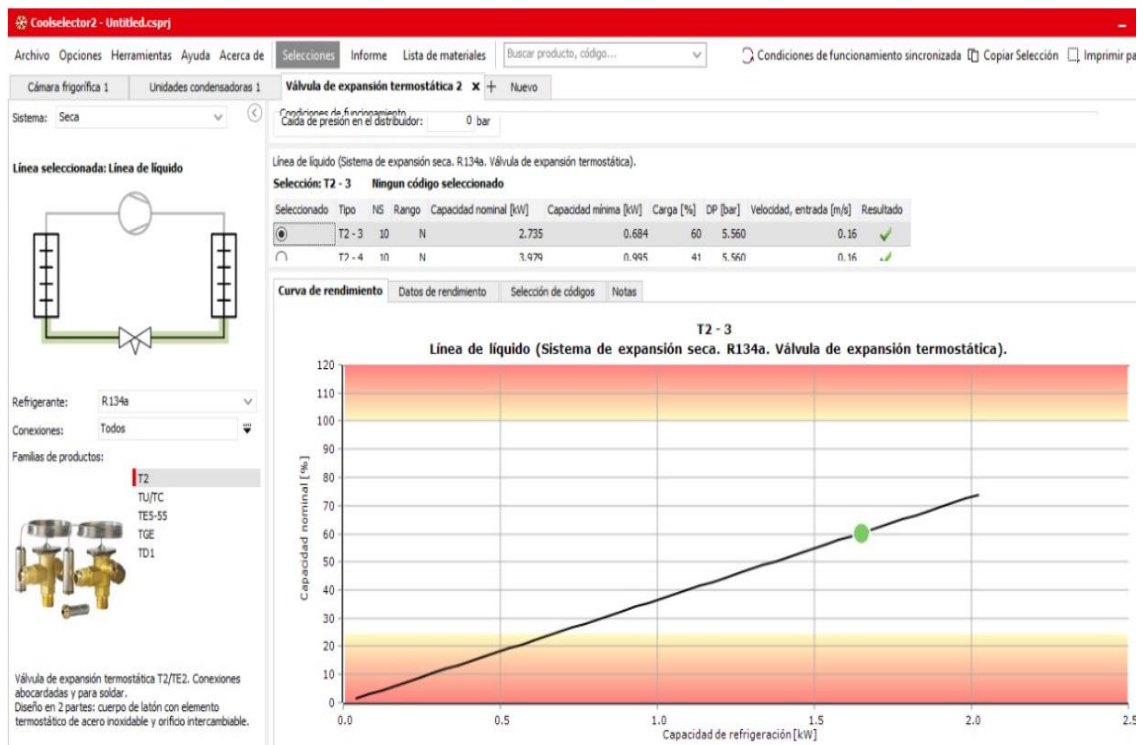 Coolselector2 - Untitled.csprj
Archivo Opciones Herramientas Ayuda Acerca de Selecciones Informe Lista de materiales Buscar producto, código... Condiciones de funcionamiento sincronizada Copiar Selección Imprimir pa
Cámara frigorífica 1 Unidades condensadoras 1 Válvula de expansión termostática 2 x + Nuevo
Sistema: Seca
Condiciones de funcionamiento
Caída de presión en el distribuidor: 0 bar
Línea seleccionada: Línea de líquido
Línea de líquido (Sistema de expansión seca. R134a. Válvula de expansión termostática).
Selección: T2 - 3 Ningun código seleccionado
Seleccionado Tipo NS Rango Capacidad nominal [kW] Capacidad mínima [kW] Carga [%] DP [bar] Velocidad, entrada [m/s] Resultado
T2 - 3 10 N 2.735 0.684 60 5.560 0.16
T2 - 4 10 N 3.979 0.995 41 5.560 0.16
Curva de rendimiento Datos de rendimiento Selección de códigos Notas
Refrigerante: R134a
Conexiones: Todos
Familias de productos:
T2
TU/TC
TE5-55
TGE
TD1
Válvula de expansión termostática T2/TE2. Conexiones
abocardadas y para soldar.
Diseño en 2 partes: cuerpo de latón con elemento
termostático de acero inoxidable y orificio intercambiable.
T2 - 3
Línea de líquido (Sistema de expansión seca. R134a. Válvula de expansión termostática).
Capacidad nominal [%]
120
110
100
90
80
70
60
50
40
30
20
10
0
0.0 0.5 1.0 1.5 2.0 2.5
Capacidad de refrigeración [kW]